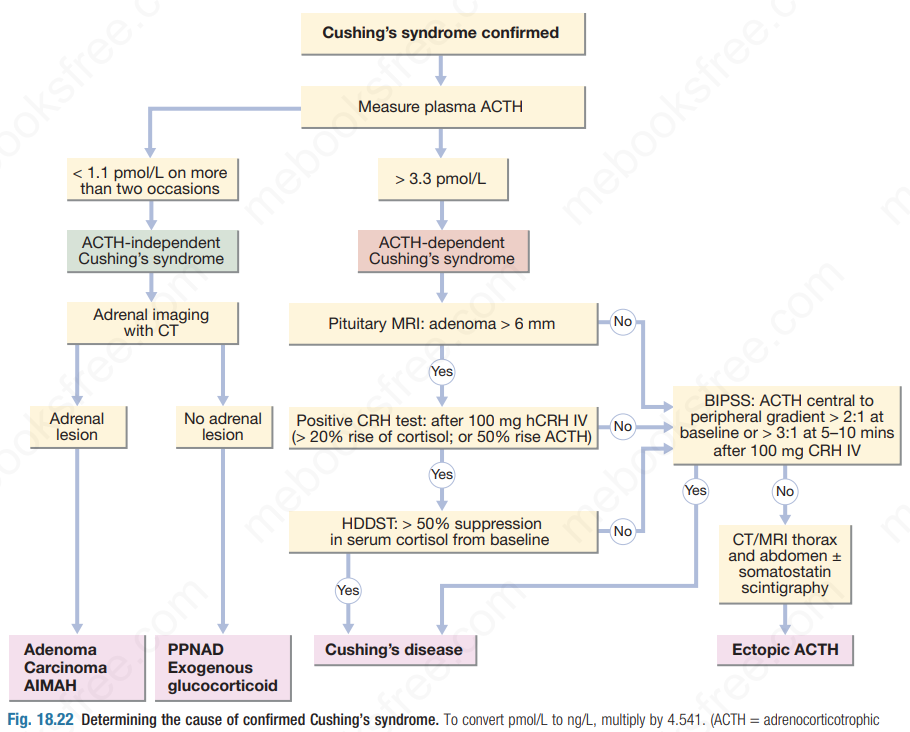 Cushing's syndrome confirmed
Measure plasma ACTH
< 1.1 pmol/L on more
than two occasions
> 3.3 pmol/L
ACTH-independent
Cushing's syndrome
ACTH-dependent
Cushing's syndrome
Adrenal imaging
with CT
Pituitary MRI: adenoma > 6 mm
No
Yes
Adrenal
lesion
No adrenal
lesion
Positive CRH test: after 100 mg hCRH IV
(> 20% rise of cortisol; or 50% rise ACTH)
No
BIPSS: ACTH central to
peripheral gradient > 2:1 at
baseline or > 3:1 at 5–10 mins
after 100 mg CRH IV
Yes
Yes
No
HDDST: > 50% suppression
in serum cortisol from baseline
No
CT/MRI thorax
and abdomen ±
somatostatin
scintigraphy
Yes
Adenoma
Carcinoma
AIMAH
PPNAD
Exogenous
glucocorticoid
Cushing's disease
Ectopic ACTH
Fig. 18.22 Determining the cause of confirmed Cushing's syndrome. To convert pmol/L to ng/L, multiply by 4.541. (ACTH = adrenocorticotrophic
mebooksfree.com